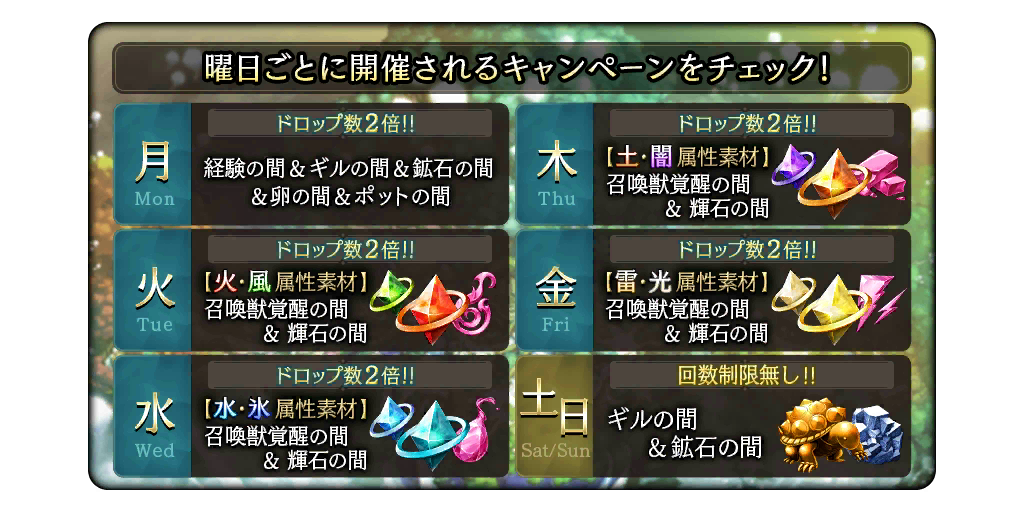 曜日ごとに開催されるキャンペーンをチェック!
月
Mon
ドロップ数2倍!!
経験の間&ギルの間&鉱石の間
&卵の間&ポットの間
火
Tue
ドロップ数2倍!!
【火・風 属性素材】
召喚獣覚醒の間
& 輝石の間
水
Wed
ドロップ数2倍!!
【水・氷 属性素材】
召喚獣覚醒の間
& 輝石の間
木
Thu
ドロップ数2倍!!
【土・闇 属性素材】
召喚獣覚醒の間
& 輝石の間
金
Fri
ドロップ数2倍!!
【雷・光 属性素材】
召喚獣覚醒の間
& 輝石の間
土日
Sat/Sun
回数制限無し!!
ギルの間
&鉱石の間